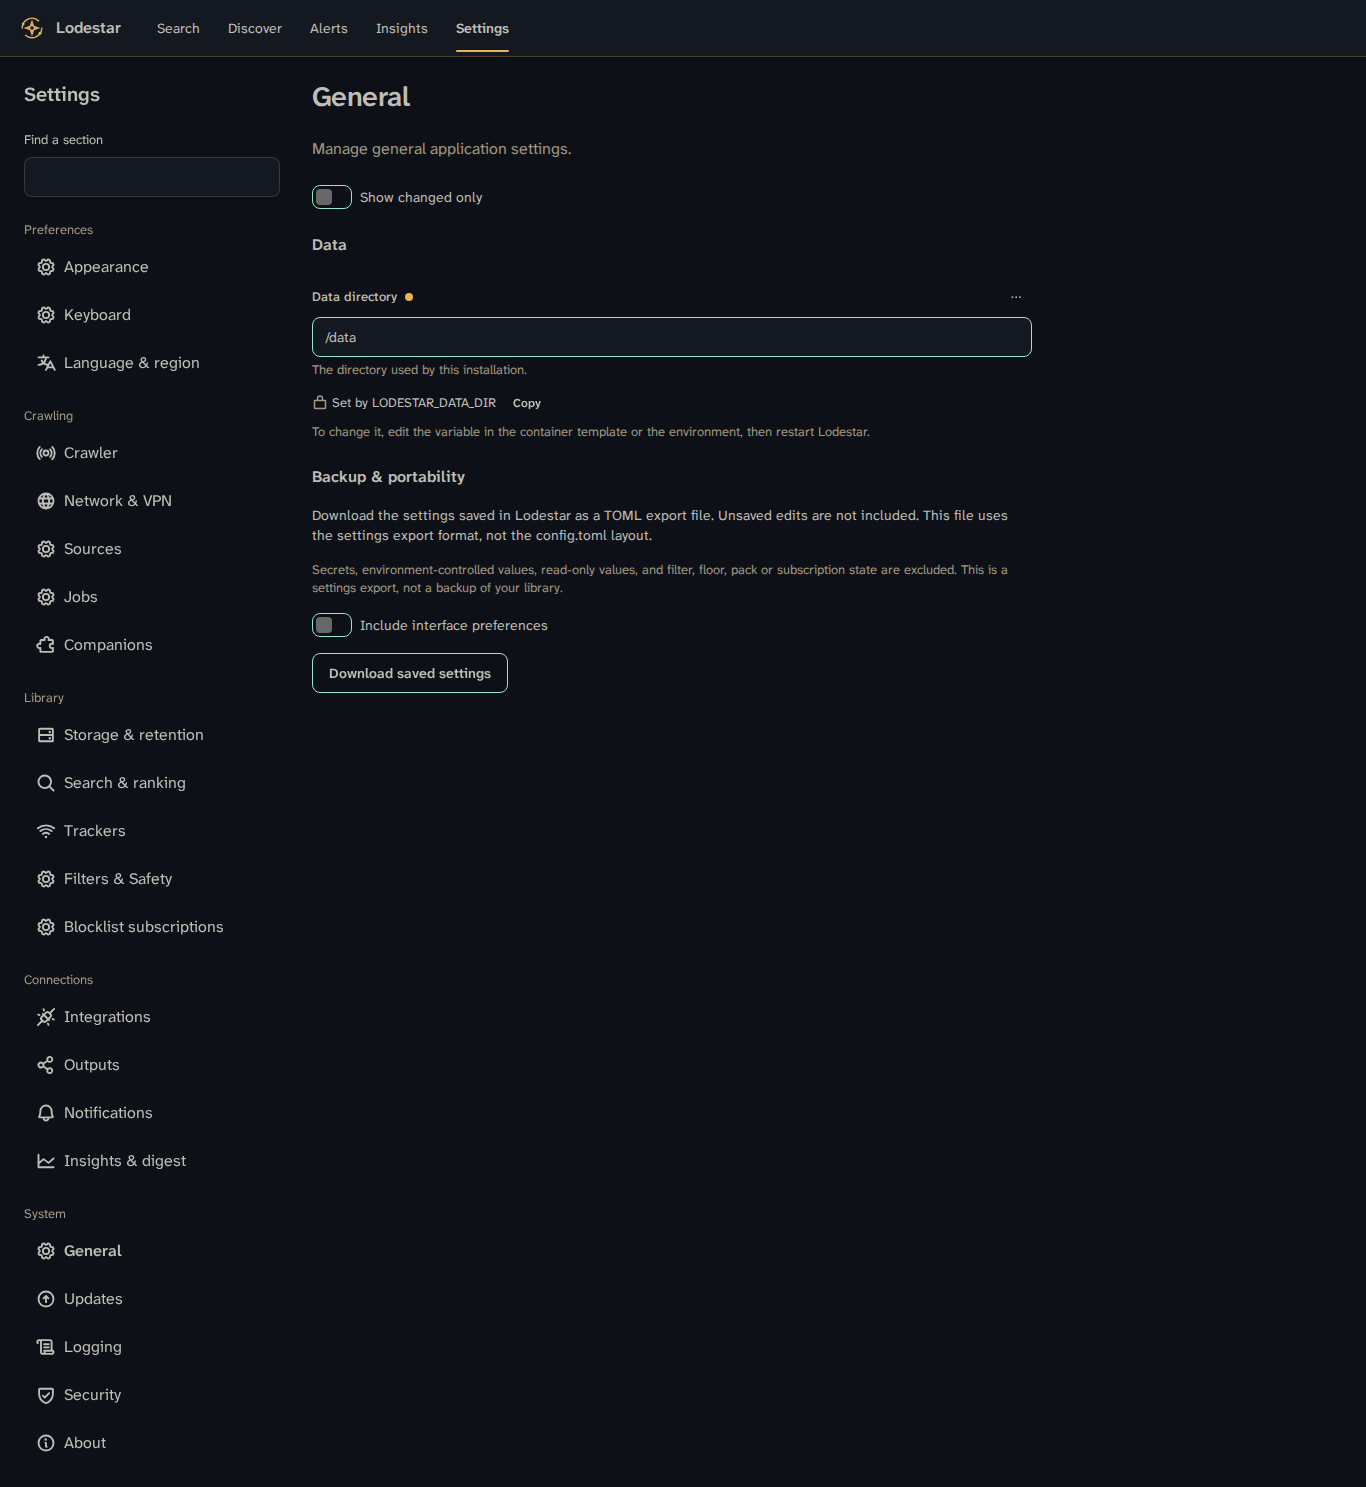 Lodestar
Search
Discover
Alerts
Insights
Settings
Settings
Find a section
Preferences
Appearance
Keyboard
Language & region
Crawling
Crawler
Network & VPN
Sources
Jobs
Companions
Library
Storage & retention
Search & ranking
Trackers
Filters & Safety
Blocklist subscriptions
Connections
Integrations
Outputs
Notifications
Insights & digest
System
General
Updates
Logging
Security
About
General
Manage general application settings.
Show changed only
Data
Data directory
...
/data
The directory used by this installation.
Set by LODESTAR_DATA_DIR
Copy
To change it, edit the variable in the container template or the environment, then restart Lodestar.
Backup & portability
Download the settings saved in Lodestar as a TOML export file. Unsaved edits are not included. This file uses
the settings export format, not the config.toml layout.
Secrets, environment-controlled values, read-only values, and filter, floor, pack or subscription state are excluded. This is a
settings export, not a backup of your library.
Include interface preferences
Download saved settings